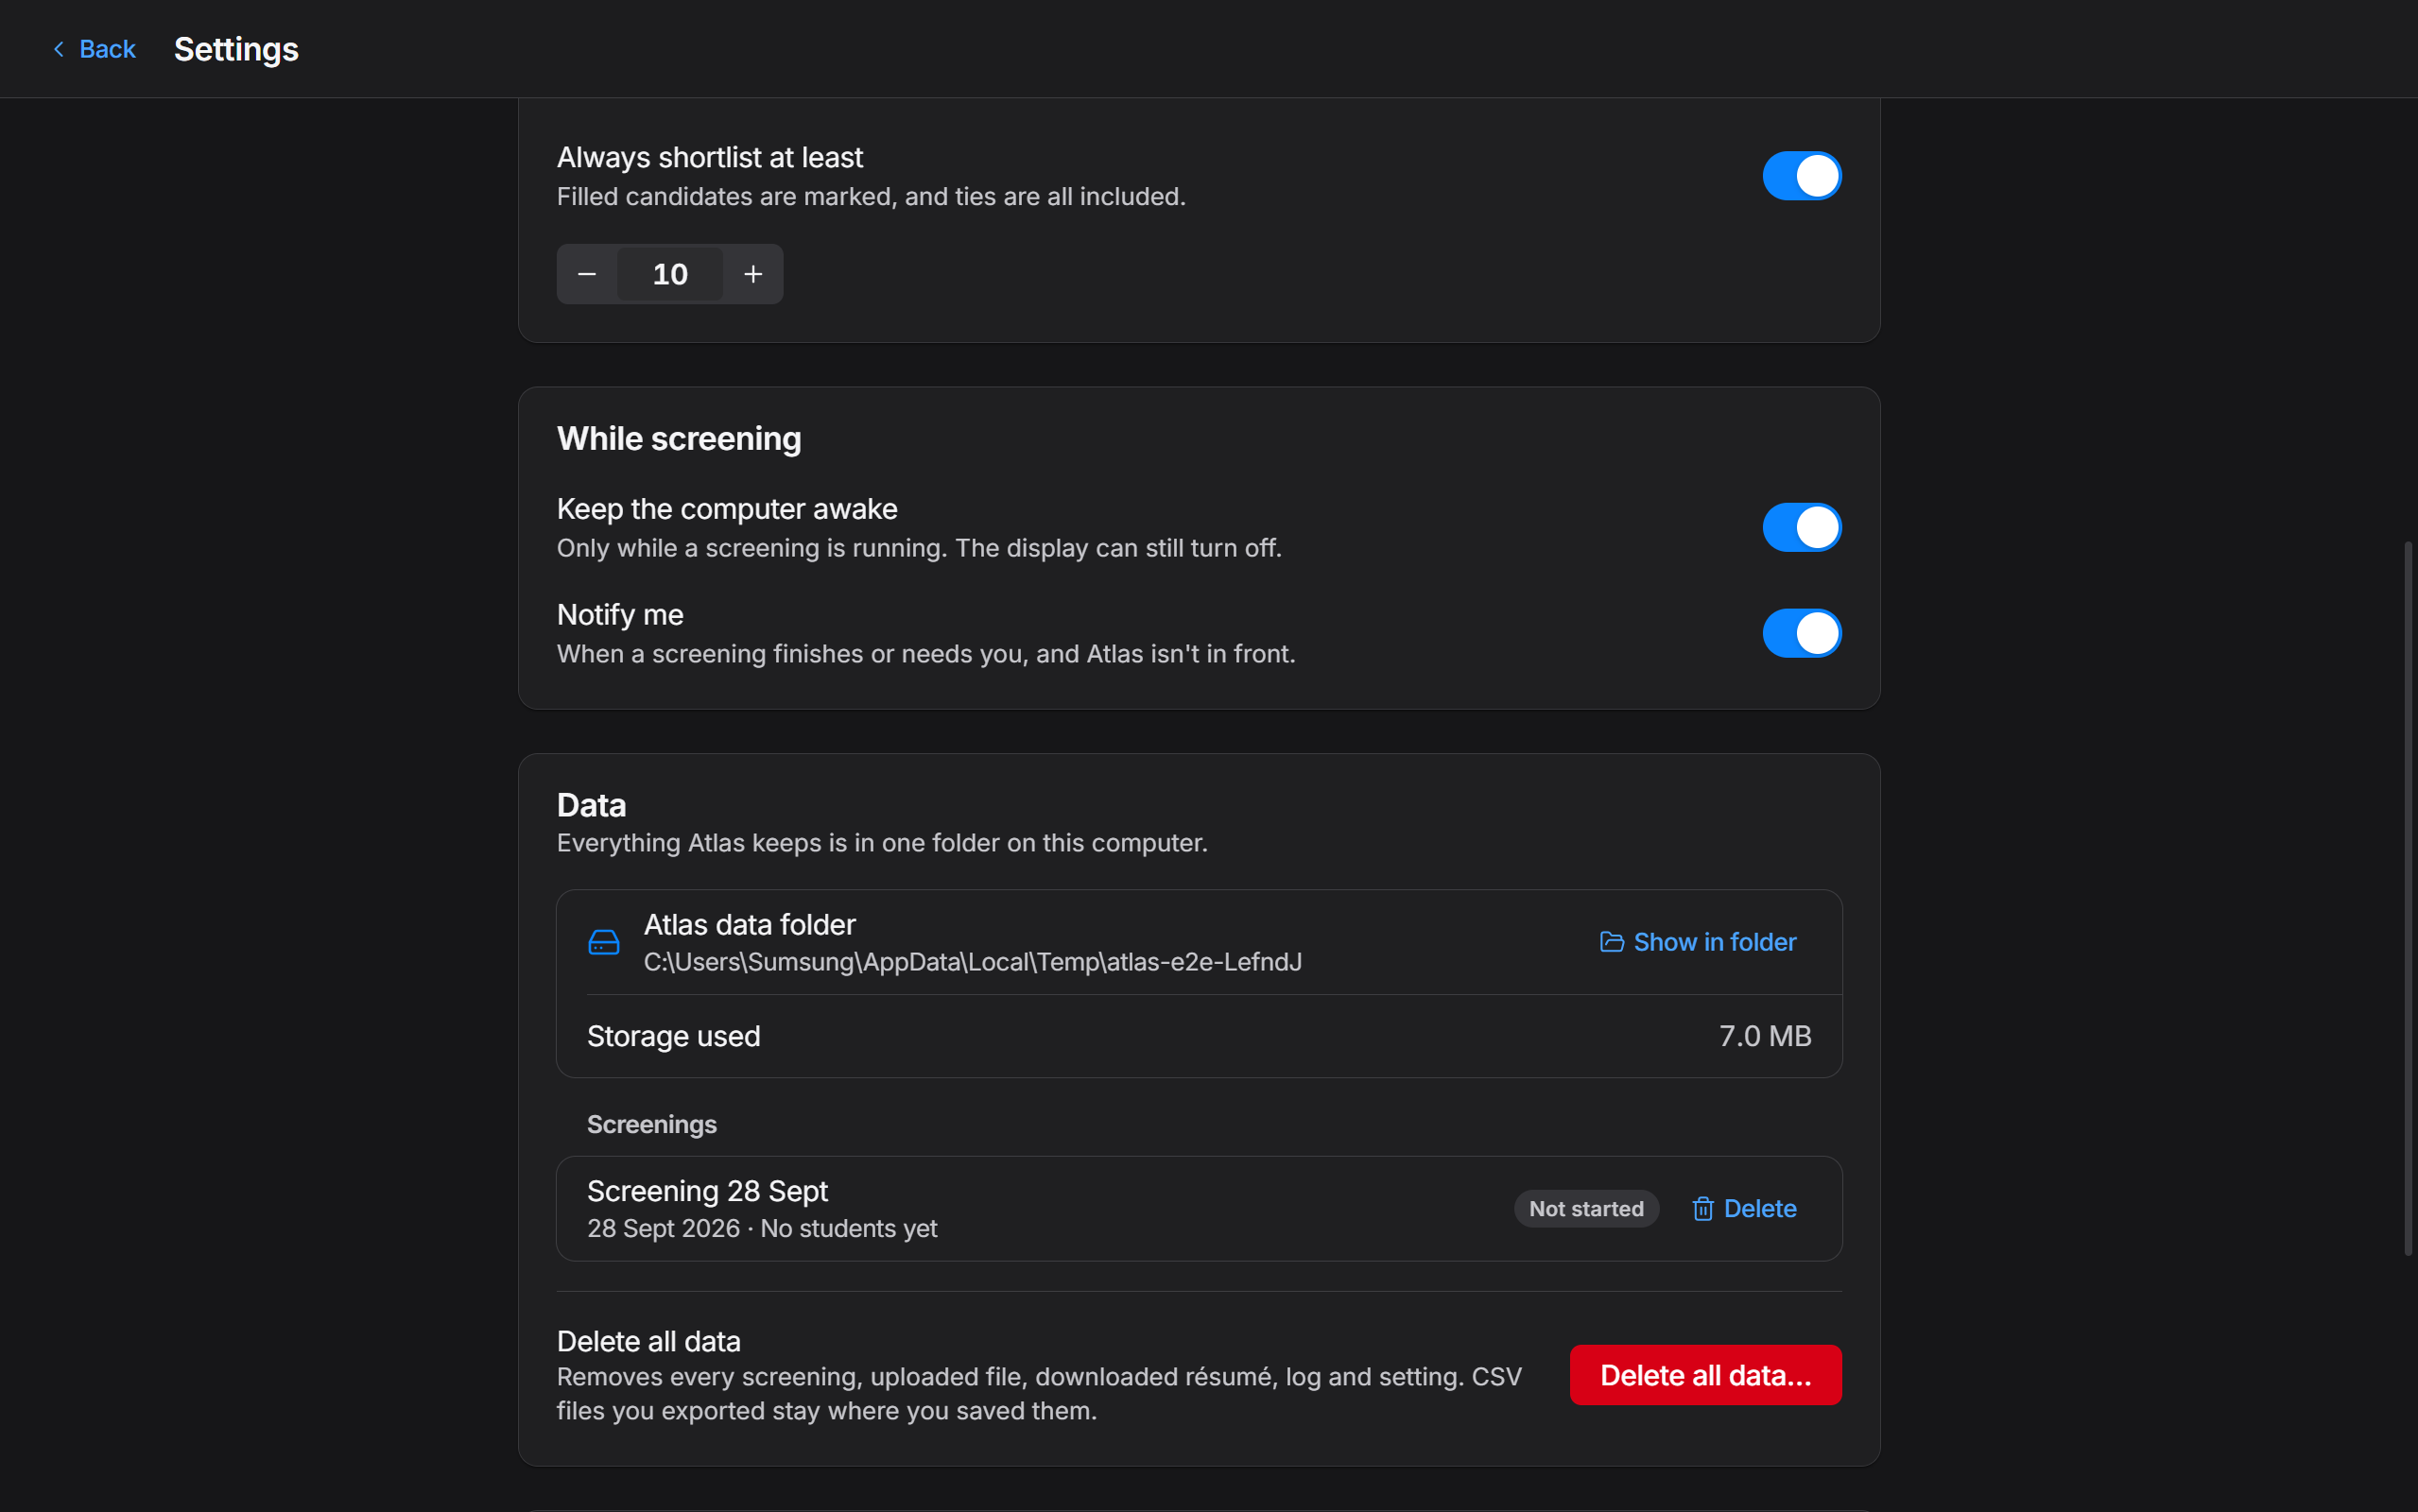 Back
Settings
Always shortlist at least
Filled candidates are marked, and ties are all included.
10
While screening
Keep the computer awake
Only while a screening is running. The display can still turn off.
Notify me
When a screening finishes or needs you, and Atlas isn't in front.
Data
Everything Atlas keeps is in one folder on this computer.
Atlas data folder
C:\Users\Sumsung\AppData\Local\Temp\atlas-e2e-LefndJ
Show in folder
Storage used
7.0 MB
Screenings
Screening 28 Sept
28 Sept 2026 · No students yet
Not started
Delete
Delete all data
Removes every screening, uploaded file, downloaded résumé, log and setting. CSV
files you exported stay where you saved them.
Delete all data...